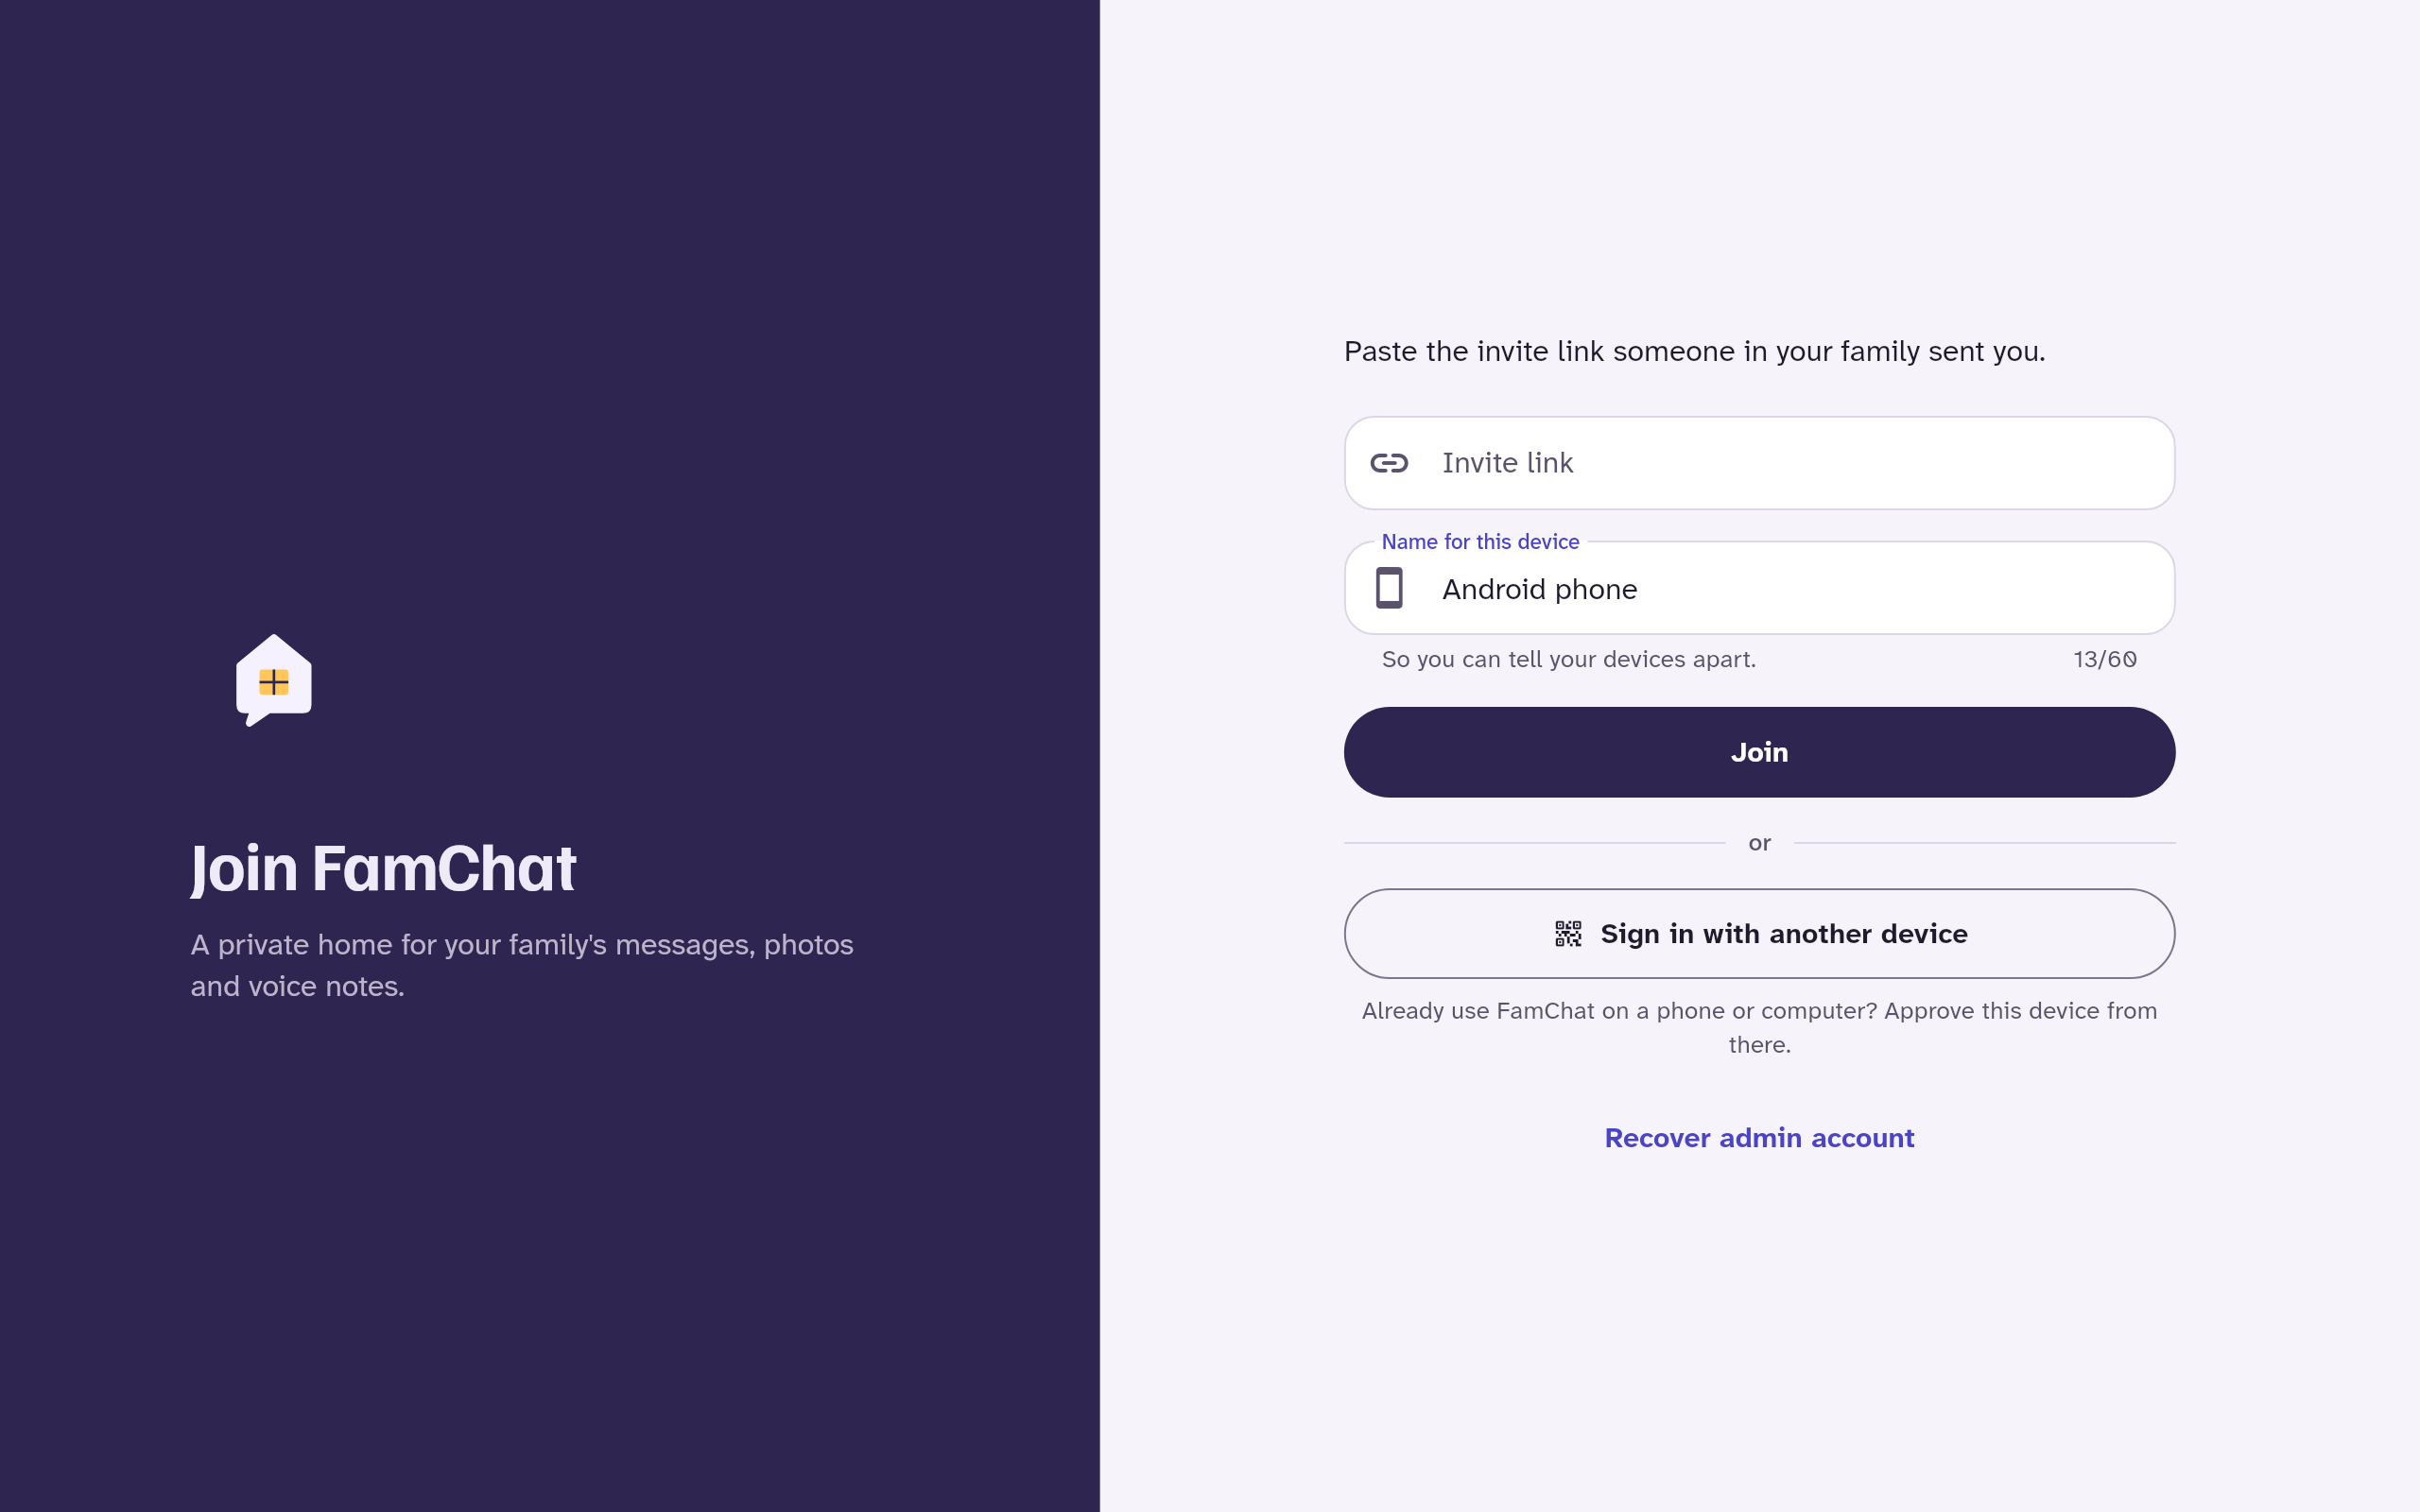 Join FamChat
A private home for your family's messages, photos
and voice notes.
Paste the invite link someone in your family sent you.
Invite link
Name for this device
Android phone
So you can tell your devices apart.
13/60
Join
or
Sign in with another device
Already use FamChat on a phone or computer? Approve this device from
there.
Recover admin account